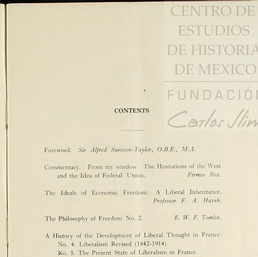 CENTRO DE
ESTUDIOS
DE HISTORIA
DE MEXICO
FUNDACIÓN
Carlos Slim
CONTENTS
Foreword. Sir Alfred Suenson-Taylor, O.B.E., M.A.
Commentary. From my window: The Hesitations of the West
and the Idea of Federal Union. Firmin Baz.
The Ideals of Economic Freedom: A Liberal Inheritance.
Professor F. A. Hayek.
The Philosophy of Freedom No. 2. E. W. F. Tomlin.
A History of the Development of Liberal Thought in France:
No. 4. Liberalism Revised (1842-1914)
No. 5. The Present State of Liberalism in France.